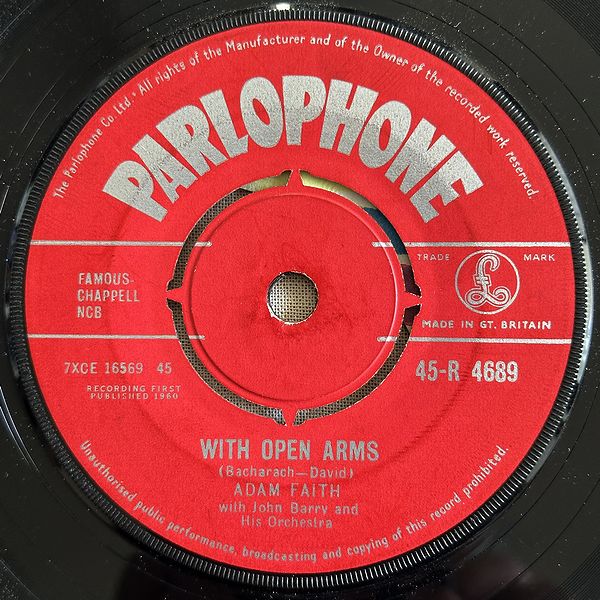 The Parlophone Co Ltd • All rights of the Manufacturer and of the Owner of the recorded work reserved.
PARLOPHONE
FAMOUS-
CHAPPELL
NCB
TRADE MARK
£
MADE IN GT. BRITAIN
7XCE 16569 45
RECORDING FIRST
PUBLISHED 1960
45-R 4689
WITH OPEN ARMS
(Bacharach—David)
ADAM FAITH
with John Barry and
His Orchestra
Unauthorised public performance, broadcasting and copying of this record prohibited.